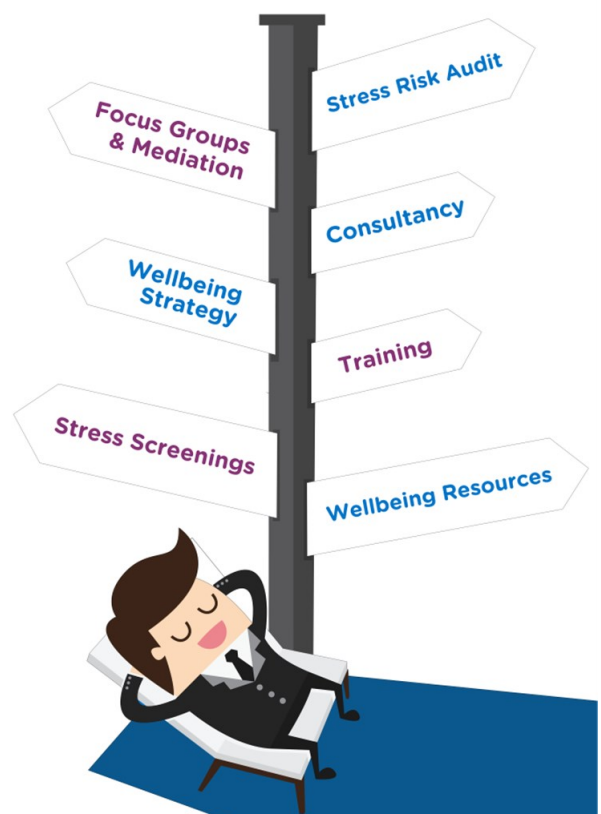 Stress Risk Audit
Focus Groups
& Mediation
Consultancy
Wellbeing
Strategy
Training
Stress Screenings
Wellbeing Resources